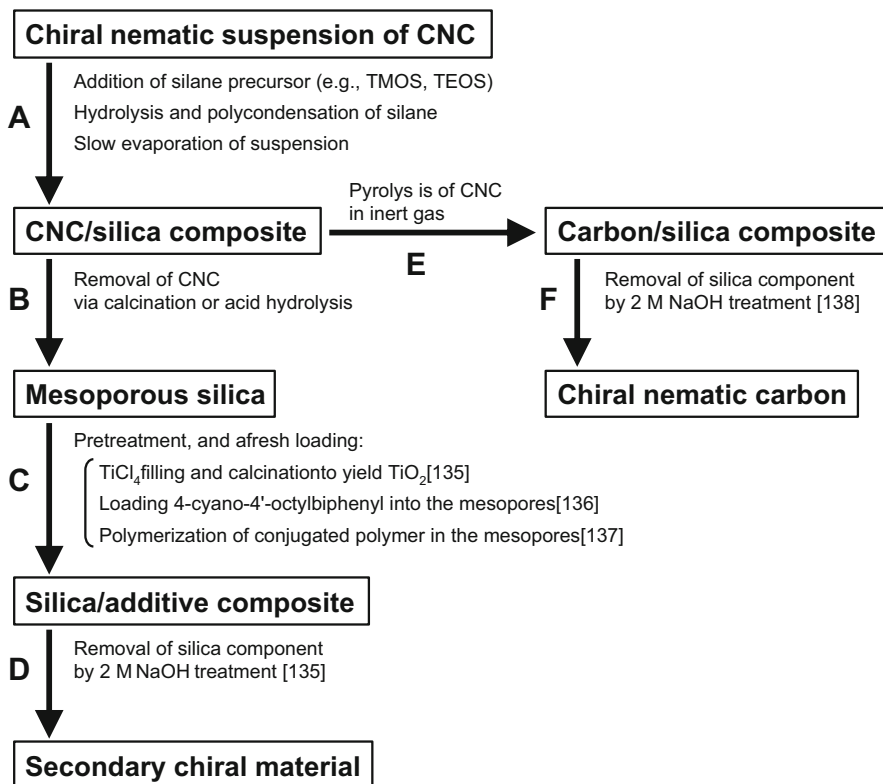 Chiral nematic suspension of CNC
A
Addition of silane precursor (e.g., TMOS, TEOS)
Hydrolysis and polycondensation of silane
Slow evaporation of suspension
CNC/silica composite
Pyrolys is of CNC
in inert gas
E
Carbon/silica composite
B
Removal of CNC
via calcination or acid hydrolysis
F
Removal of silica component
by 2 M NaOH treatment [138]
Mesoporous silica
Chiral nematic carbon
C
Pretreatment, and afresh loading:
TiCl₄filling and calcinationto yield TiO₂[135]
Loading 4-cyano-4'-octylbiphenyl into the mesopores[136]
Polymerization of conjugated polymer in the mesopores[137]
Silica/additive composite
D
Removal of silica component
by 2 M NaOH treatment [135]
Secondary chiral material